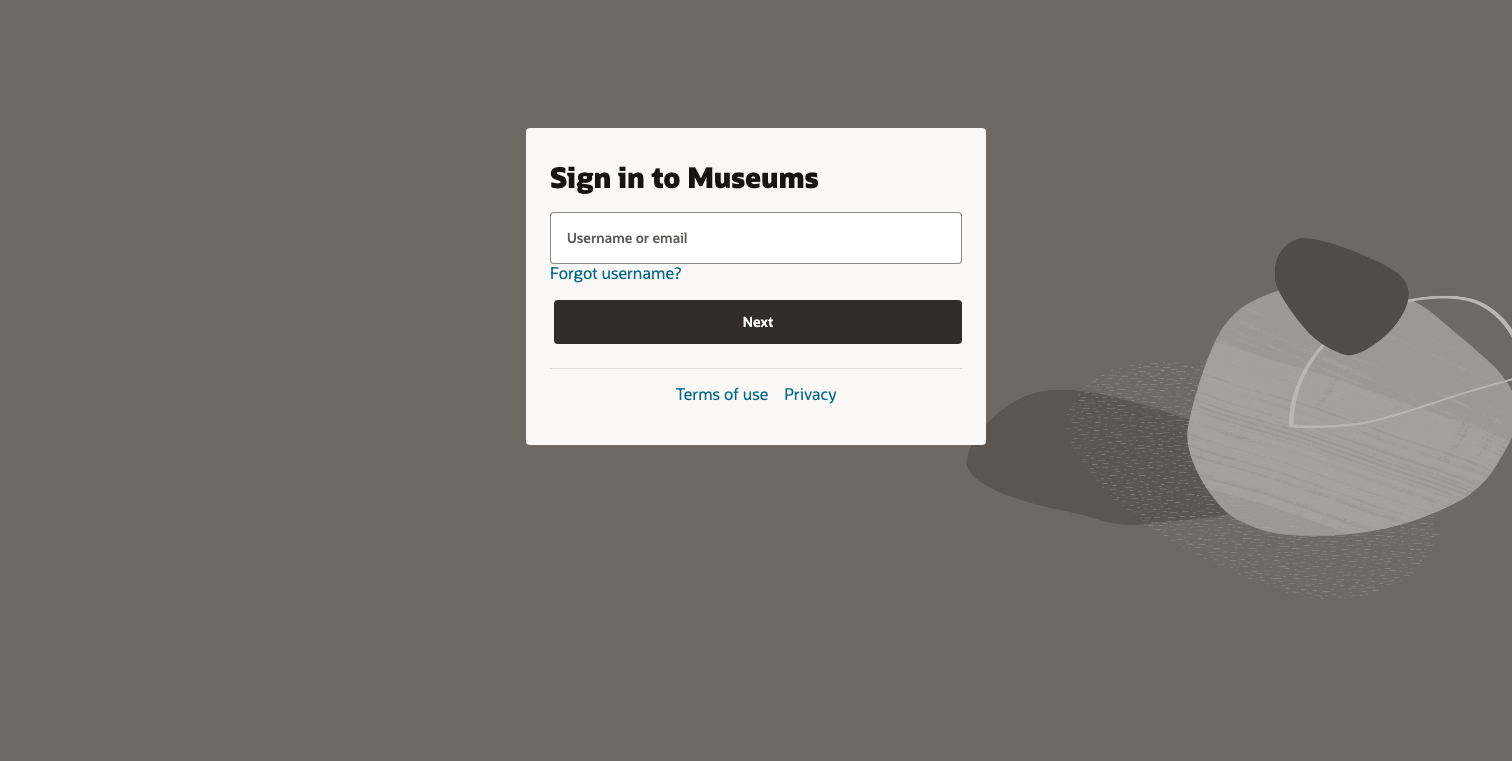 Sign in to Museums
Username or email
Forgot username?
Next
Terms of use Privacy